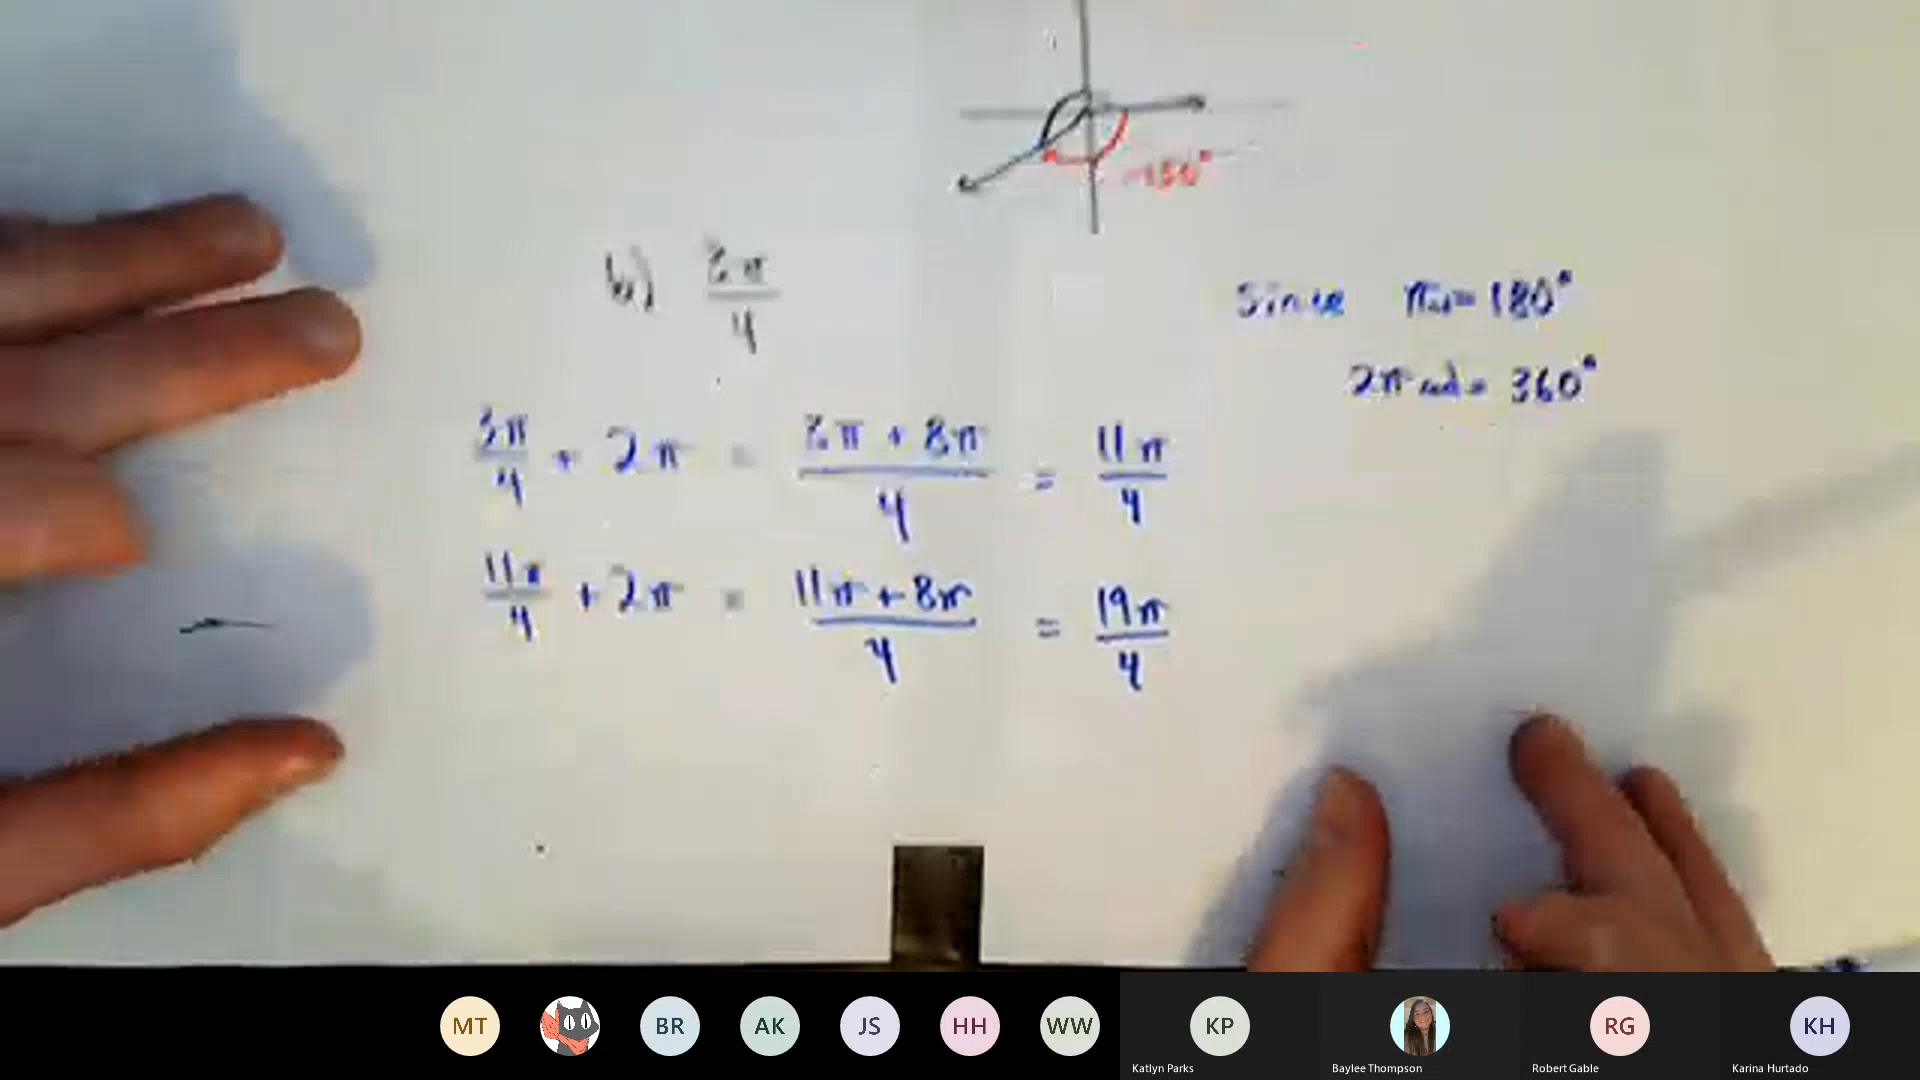 -150°
b) 3π/4
Since π rad = 180°
2π rad = 360°
3π/4 + 2π = (3π + 8π)/4 = 11π/4
11π/4 + 2π = (11π + 8π)/4 = 19π/4
MT BR AK JS HH WW KP RG KH
Katlyn Parks Baylee Thompson Robert Gable Karina Hurtado